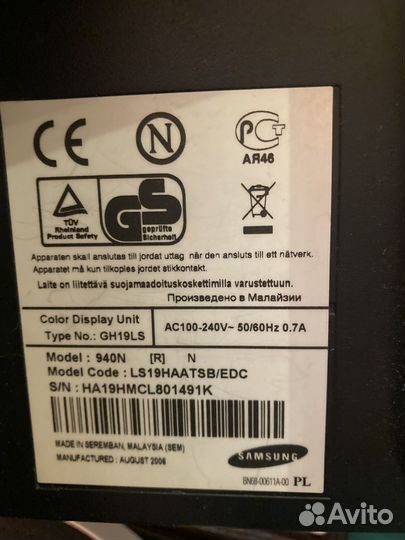 CE
N
PCT
АЯ46
TÜV
Rheinland
Product Safety
GS
geprüfte
Sicherheit
Apparaten skall anslutas till jordat uttag när den ansluts till ett nätverk.
Apparatet må kun tilkoples jordet stikkontakt.
Laite on liitettävä suojamaadoituskoskettimilla varustettuun.
Произведено в Малайзии
Color Display Unit
Type No.: GH19LS
AC100-240V~ 50/60Hz 0.7A
Model : 940N [R] N
Model Code : LS19HAATSB/EDC
S/N : HA19HMCL801491K
MADE IN SEREMBAN, MALAYSIA (SEM)
MANUFACTURED : AUGUST 2006
SAMSUNG
BN68-00611A-00 PL
Avito